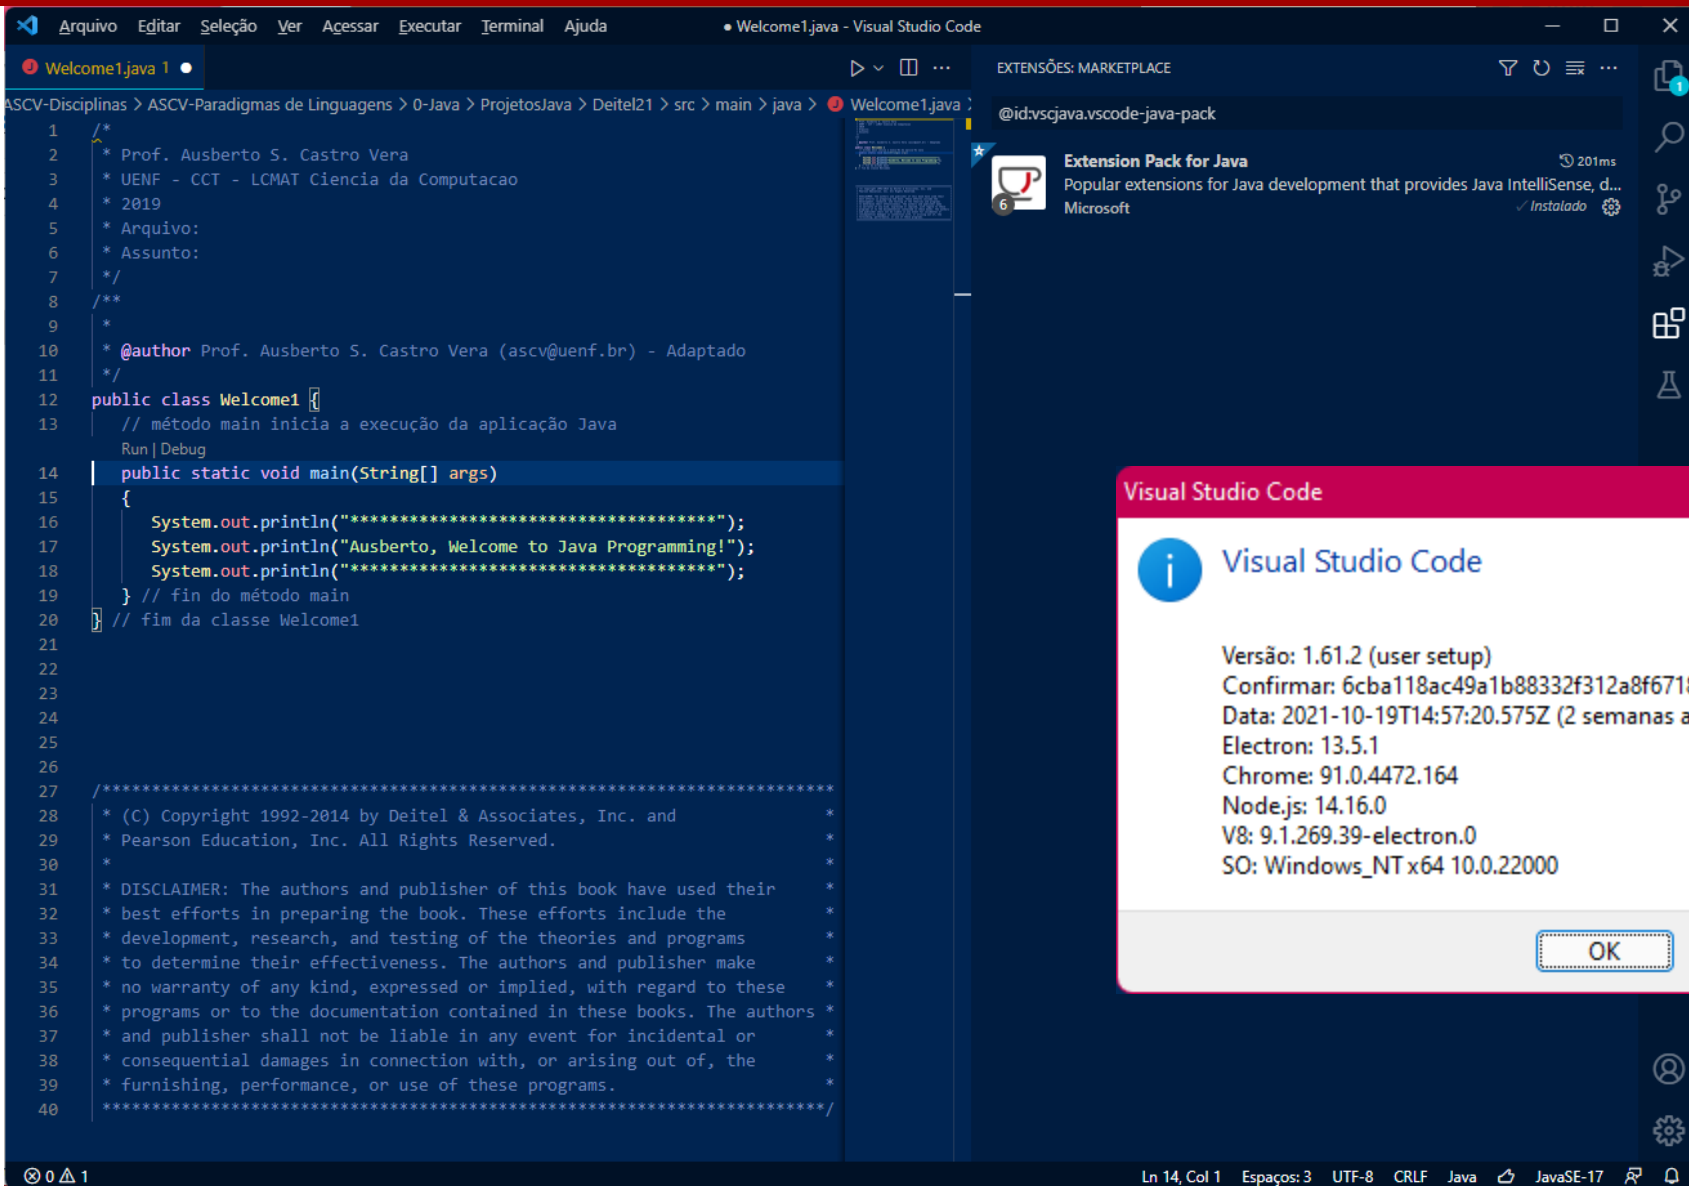 Arquivo Editar Seleção Ver Acessar Executar Terminal Ajuda ● Welcome1.java - Visual Studio Code
Welcome1.java 1 ●
EXTENSÕES: MARKETPLACE
ASCV-Disciplinas > ASCV-Paradigmas de Linguagens > 0-Java > ProjetosJava > Deitel21 > src > main > java > Welcome1.java >
@id:vscjava.vscode-java-pack
Extension Pack for Java 201ms
Popular extensions for Java development that provides Java IntelliSense, d...
6 Microsoft ✓ Instalado
1
1 /*
2 * Prof. Ausberto S. Castro Vera
3 * UENF - CCT - LCMAT Ciencia da Computacao
4 * 2019
5 * Arquivo:
6 * Assunto:
7 */
8 /**
9 *
10 * @author Prof. Ausberto S. Castro Vera (ascv@uenf.br) - Adaptado
11 */
12 public class Welcome1 {
13 // método main inicia a execução da aplicação Java
Run | Debug
14 public static void main(String[] args)
15 {
16 System.out.println("*************************************");
17 System.out.println("Ausberto, Welcome to Java Programming!");
18 System.out.println("*************************************");
19 } // fin do método main
20 } // fim da classe Welcome1
21
22
23
24
25
26
27 /**************************************************************************
28 * (C) Copyright 1992-2014 by Deitel & Associates, Inc. and *
29 * Pearson Education, Inc. All Rights Reserved. *
30 * *
31 * DISCLAIMER: The authors and publisher of this book have used their *
32 * best efforts in preparing the book. These efforts include the *
33 * development, research, and testing of the theories and programs *
34 * to determine their effectiveness. The authors and publisher make *
35 * no warranty of any kind, expressed or implied, with regard to these *
36 * programs or to the documentation contained in these books. The authors *
37 * and publisher shall not be liable in any event for incidental or *
38 * consequential damages in connection with, or arising out of, the *
39 * furnishing, performance, or use of these programs. *
40 *************************************************************************/
Visual Studio Code
Visual Studio Code
Versão: 1.61.2 (user setup)
Confirmar: 6cba118ac49a1b88332f312a8f6718
Data: 2021-10-19T14:57:20.575Z (2 semanas a
Electron: 13.5.1
Chrome: 91.0.4472.164
Node.js: 14.16.0
V8: 9.1.269.39-electron.0
SO: Windows_NT x64 10.0.22000
OK
0 1 Ln 14, Col 1 Espaços: 3 UTF-8 CRLF Java JavaSE-17